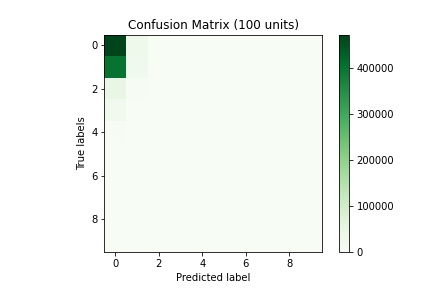 Confusion Matrix (100 units)
0
2
4
6
8
True labels
0 2 4 6 8
Predicted label
400000
300000
200000
100000
0